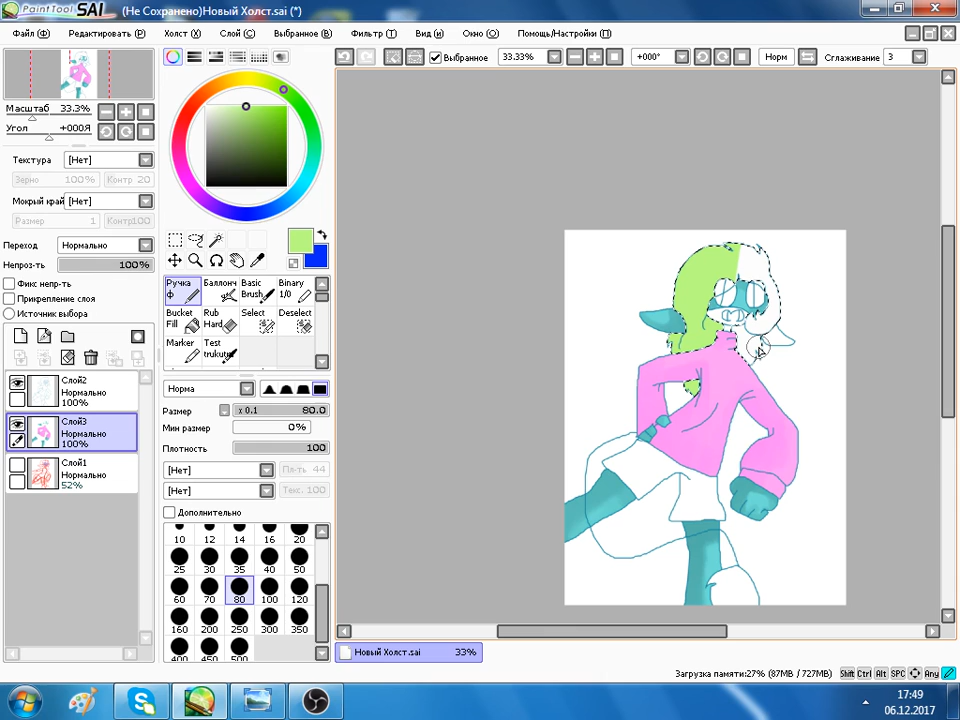 PaintTool SAI (Не Сохранено)Новый Холст.sai (*)
Файл (Ф) Редактировать (Р) Холст (Х) Слой (С) Выбранное (В) Фильтр (Т) Вид (и) Окно (О) Помощь/Настройки (П)
Выбранное 33.33% +000° Норм Сглаживание 3
Масштаб 33.3%
Угол +000Я
Текстура [Нет]
Зерно 100% Контр 20
Мокрый край [Нет]
Размер 1 Контр100
Переход Нормально
Непроз-ть 100%
Фикс непр-ть
Прикрепление слоя
Источник выбора
Слой2
Нормально
100%
Слой3
Нормально
100%
Слой1
Нормально
52%
Ручка
ф
Баллонч
Basic
Brush
Binary
1/0
Bucket
Fill
Rub
Hard
Select
Deselect
Marker
Test
trukutu
Норма
Размер x 0.1 80.0
Мин размер 0%
Плотность 100
[Нет] Пл-ть 44
[Нет] Текс. 100
Дополнительно
10 12 14 16 20
25 30 35 40 50
60 70 80 100 120
160 200 250 300 350
400 450 500
Новый Холст.sai 33%
Загрузка памяти:27% (87MB / 727MB) Shift Ctrl Alt SPC Any
17:49
06.12.2017